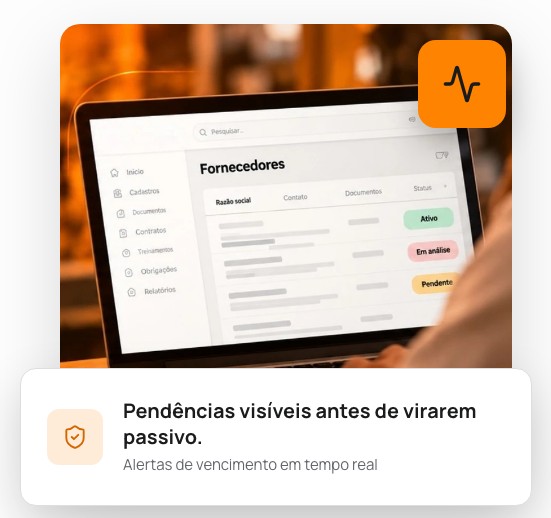 Pesquisar...
Fornecedores
Início
Cadastros
Documentos
Contratos
Treinamentos
Obrigações
Relatórios
Razão social Contato Documentos Status
Ativo
Em análise
Pendente
Pendências visíveis antes de virarem
passivo.
Alertas de vencimento em tempo real